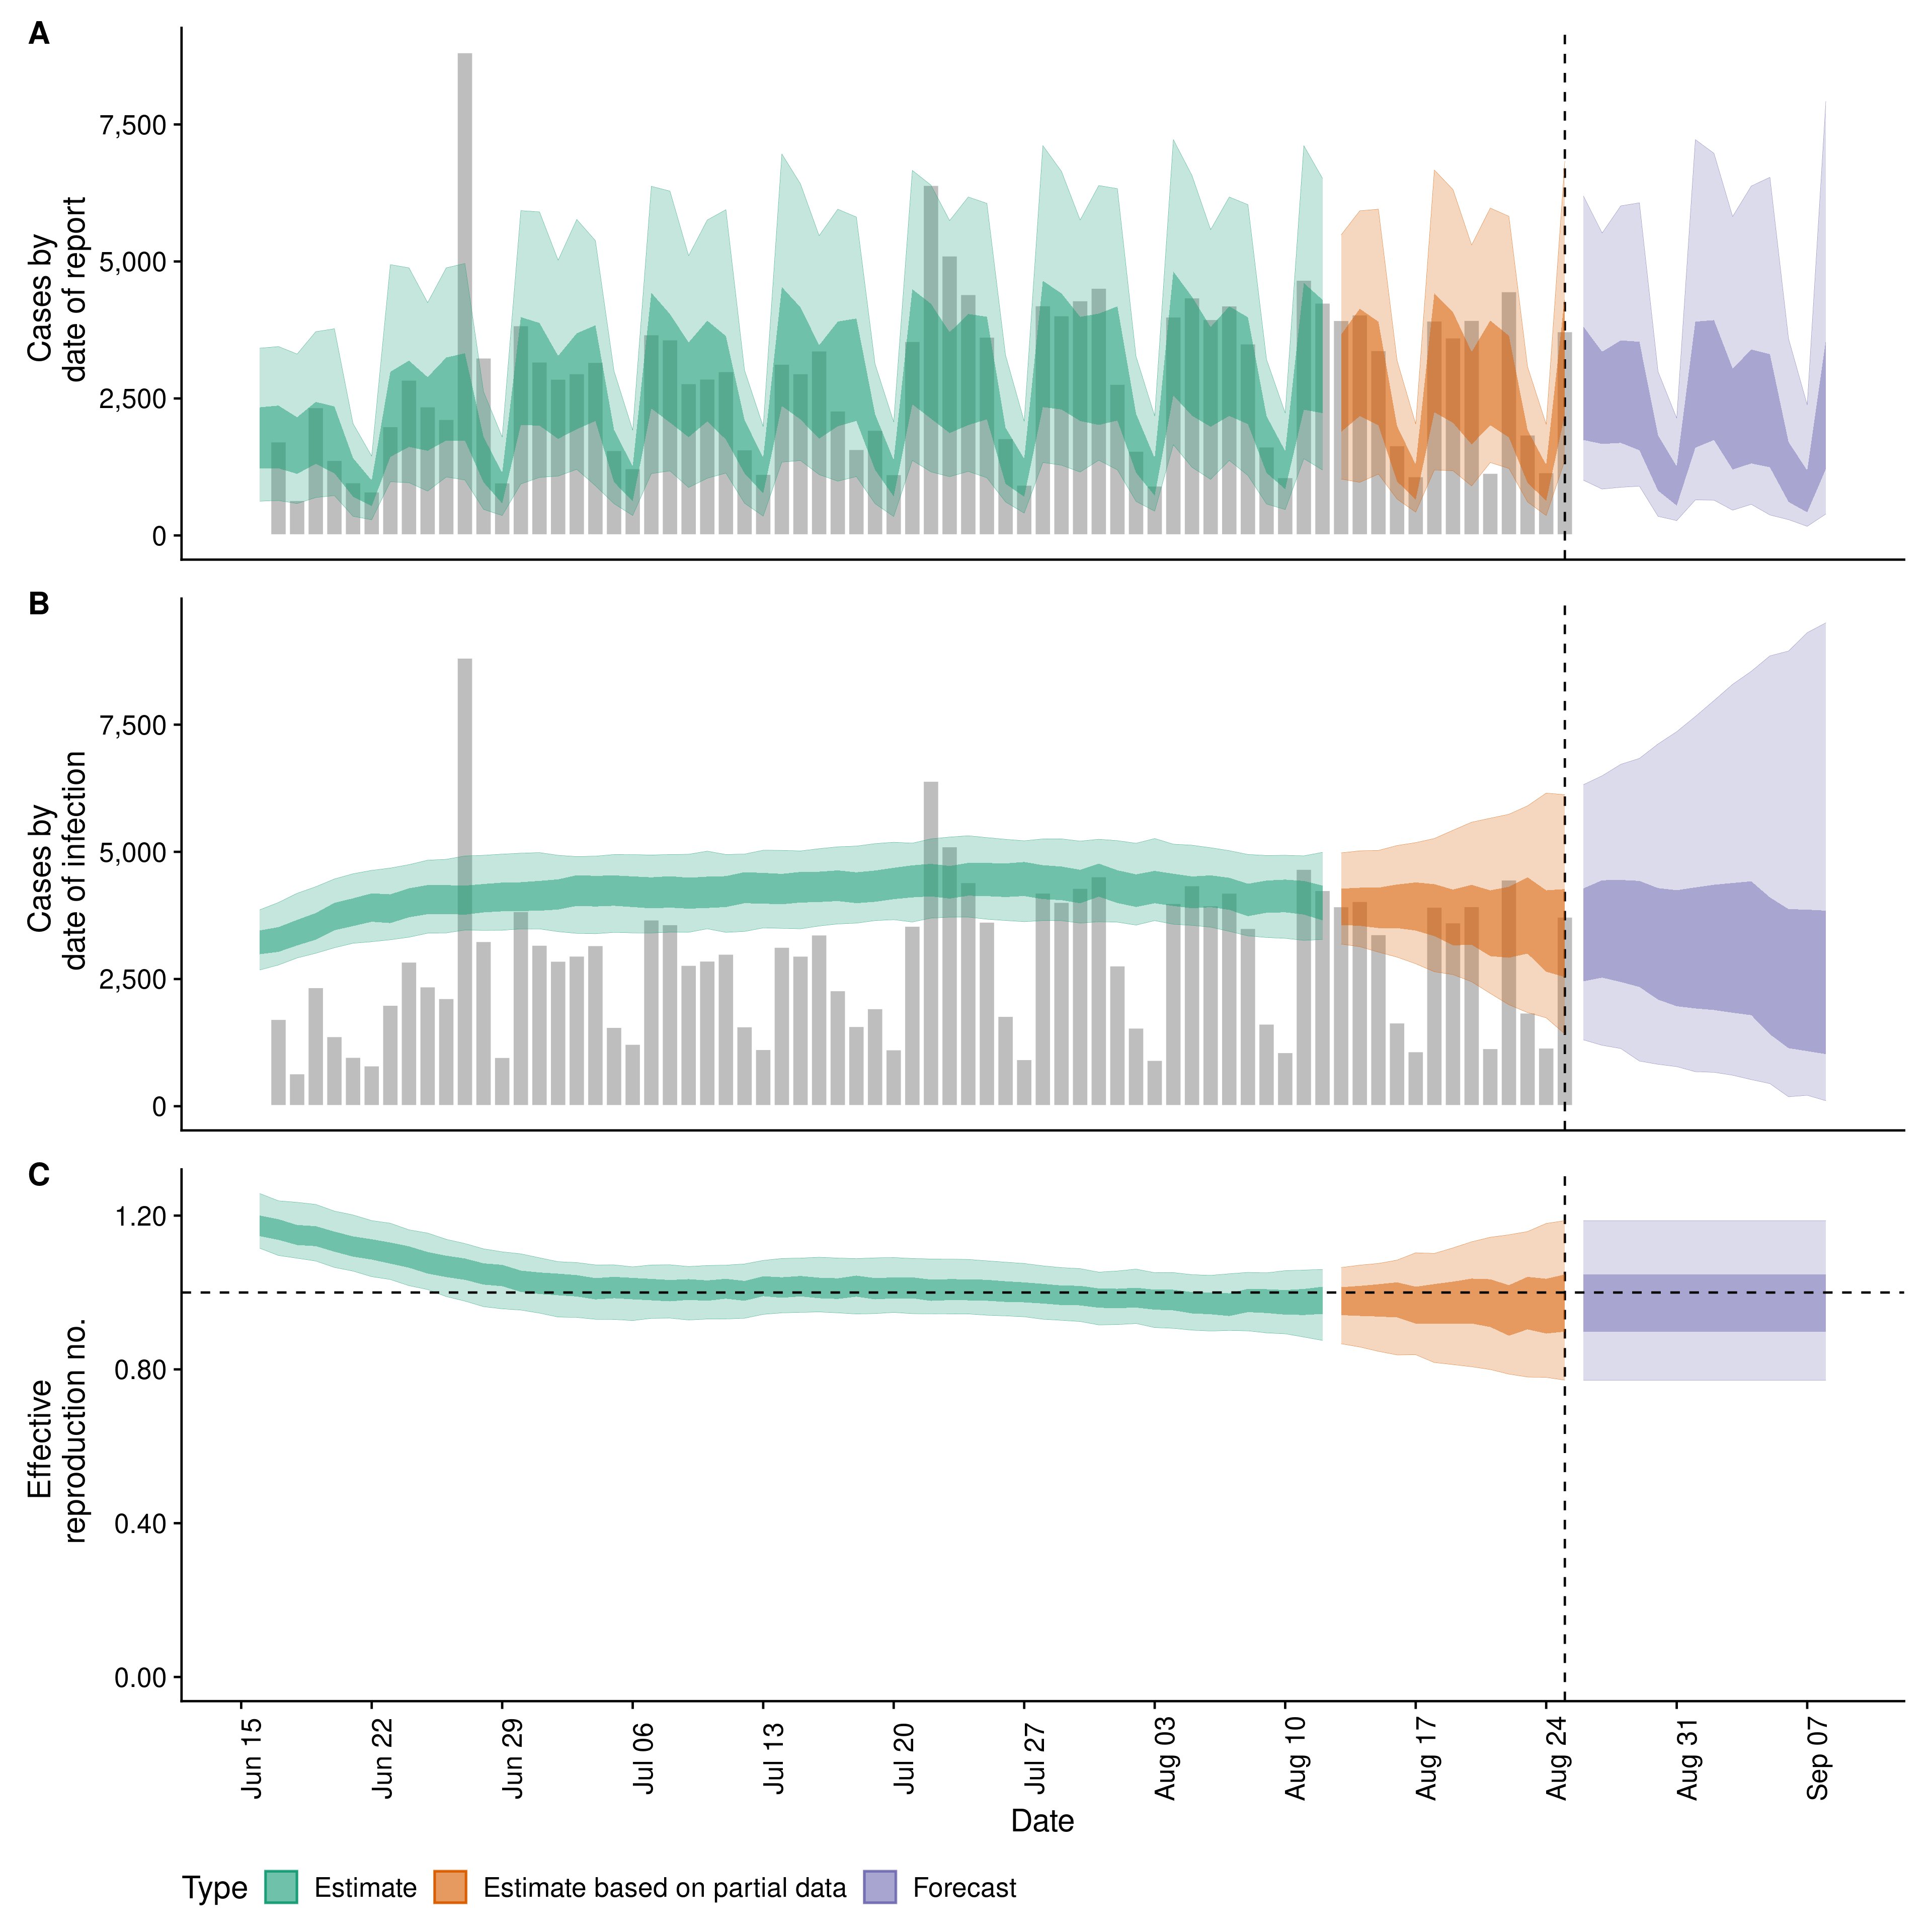 A
Cases by
date of report
7,500
5,000
2,500
0
B
Cases by
date of infection
7,500
5,000
2,500
0
C
Effective
reproduction no.
1.20
0.80
0.40
0.00
Jun 15
Jun 22
Jun 29
Jul 06
Jul 13
Jul 20
Jul 27
Aug 03
Aug 10
Aug 17
Aug 24
Aug 31
Sep 07
Date
Type Estimate Estimate based on partial data Forecast